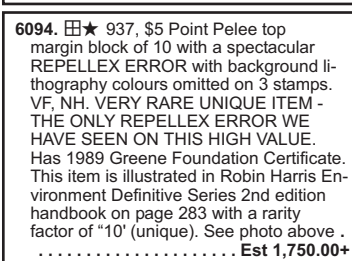 6094. ⊞★ 937, $5 Point Pelee top
margin block of 10 with a spectacular
REPELLEX ERROR with background li-
thography colours omitted on 3 stamps.
VF, NH. VERY RARE UNIQUE ITEM -
THE ONLY REPELLEX ERROR WE
HAVE SEEN ON THIS HIGH VALUE.
Has 1989 Greene Foundation Certificate.
This item is illustrated in Robin Harris En-
vironment Definitive Series 2nd edition
handbook on page 283 with a rarity
factor of “10' (unique). See photo above .
. . . . . . . . . . . . . . . . . . . . . Est 1,750.00+